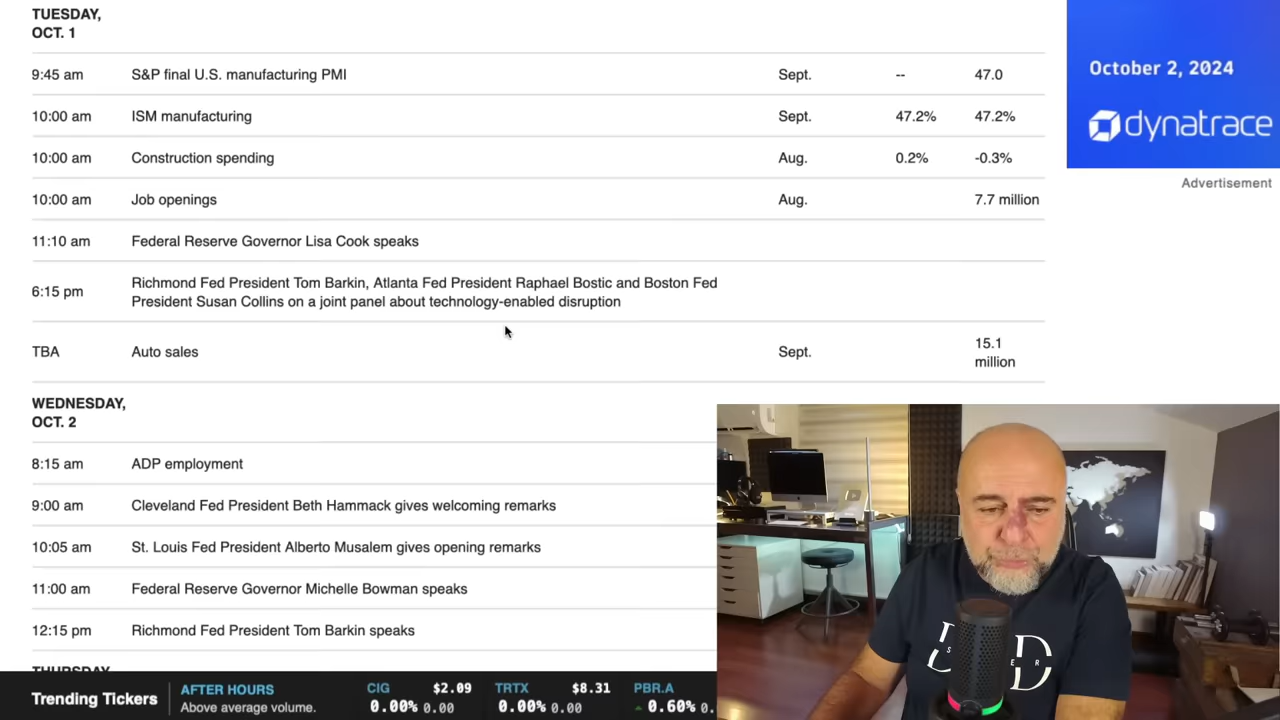 TUESDAY,
OCT. 1
9:45 am S&P final U.S. manufacturing PMI Sept. -- 47.0
10:00 am ISM manufacturing Sept. 47.2% 47.2%
10:00 am Construction spending Aug. 0.2% -0.3%
10:00 am Job openings Aug. 7.7 million
11:10 am Federal Reserve Governor Lisa Cook speaks
6:15 pm Richmond Fed President Tom Barkin, Atlanta Fed President Raphael Bostic and Boston Fed
President Susan Collins on a joint panel about technology-enabled disruption
TBA Auto sales Sept. 15.1
million
WEDNESDAY,
OCT. 2
8:15 am ADP employment
9:00 am Cleveland Fed President Beth Hammack gives welcoming remarks
10:05 am St. Louis Fed President Alberto Musalem gives opening remarks
11:00 am Federal Reserve Governor Michelle Bowman speaks
12:15 pm Richmond Fed President Tom Barkin speaks
THURSDAY
October 2, 2024
dynatrace
Advertisement
Trending Tickers
AFTER HOURS
Above average volume.
CIG $2.09
0.00% 0.00
TRTX $8.31
0.00% 0.00
PBR.A
0.60% 0.